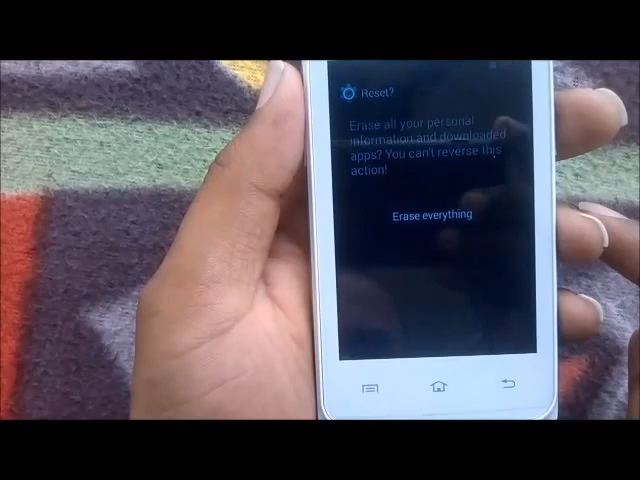 Reset?
Erase all your personal
information and downloaded
apps? You can't reverse this
action!
Erase everything